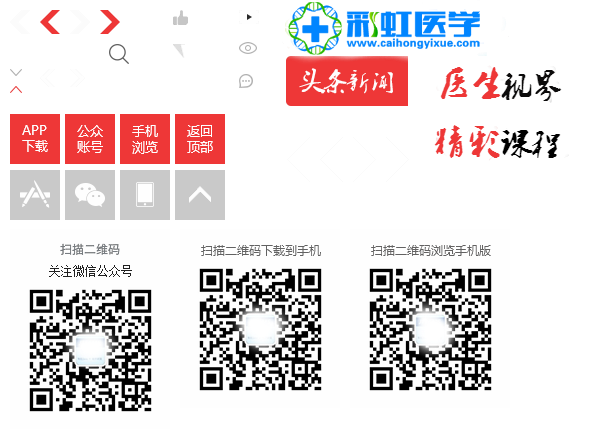 彩虹医学
www.caihongyixue.com
头条新闻
医生视界
精彩课程
APP
下载
公众
账号
手机
浏览
返回
顶部
扫描二维码
关注微信公众号
扫描二维码下载到手机
扫描二维码浏览手机版